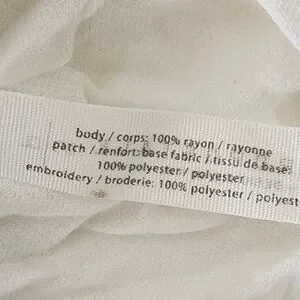 body / corps: 100% rayon / rayonne
patch / renfort: base fabric / tissu de base:
100% polyester / polyester
embroidery / broderie: 100% polyester / polyest